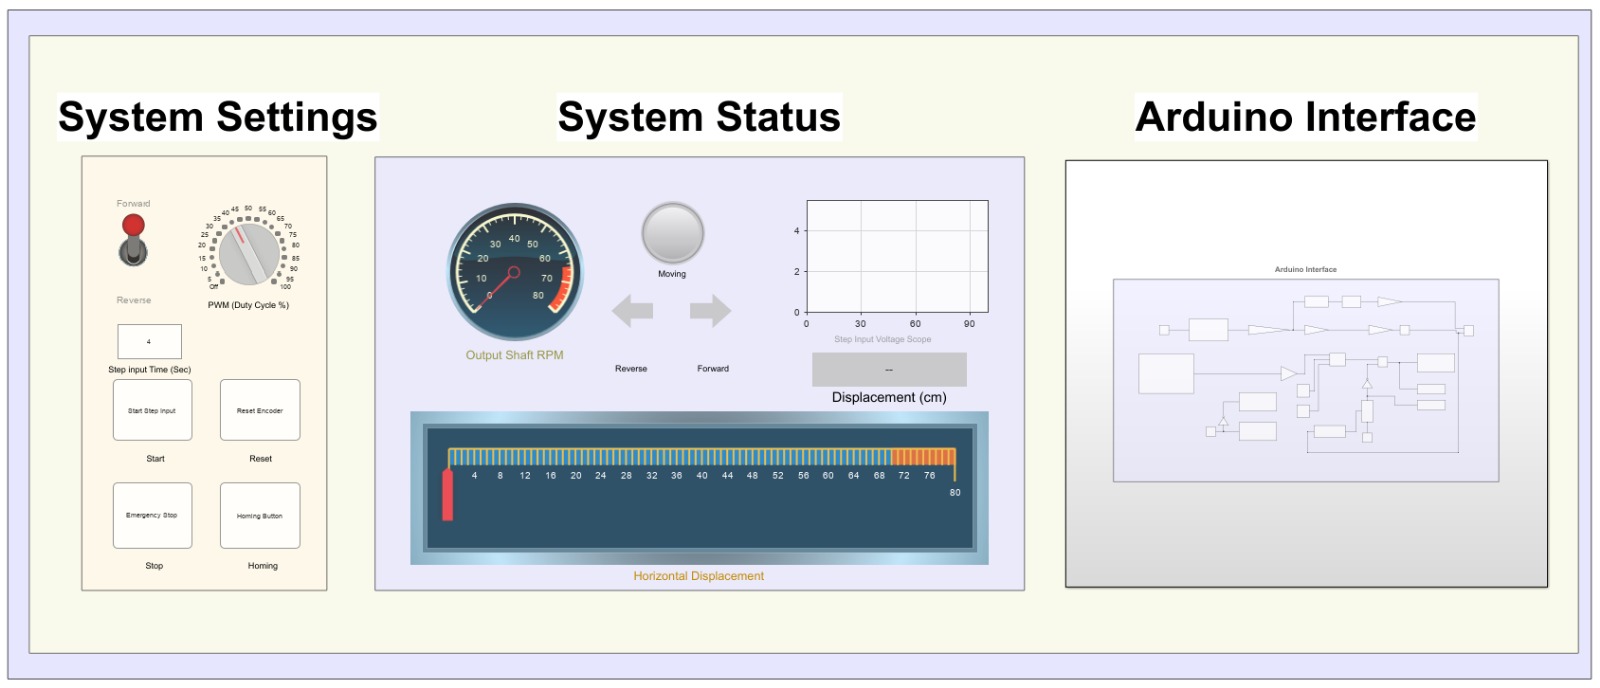 System Settings
System Status
Arduino Interface
Forward
Reverse
Off
5
10
15
20
25
30
35
40
45
50
55
60
65
70
75
80
85
90
95
100
PWM (Duty Cycle %)
4
Step input Time (Sec)
Start Step Input
Reset Encoder
Start
Reset
Emergency Stop
Homing Button
Stop
Homing
0
10
20
30
40
50
60
70
80
Output Shaft RPM
Moving
Reverse
Forward
4
2
0
0
30
60
90
Step Input Voltage Scope
--
Displacement (cm)
4 8 12 16 20 24 28 32 36 40 44 48 52 56 60 64 68 72 76
80
Horizontal Displacement
Arduino Interface